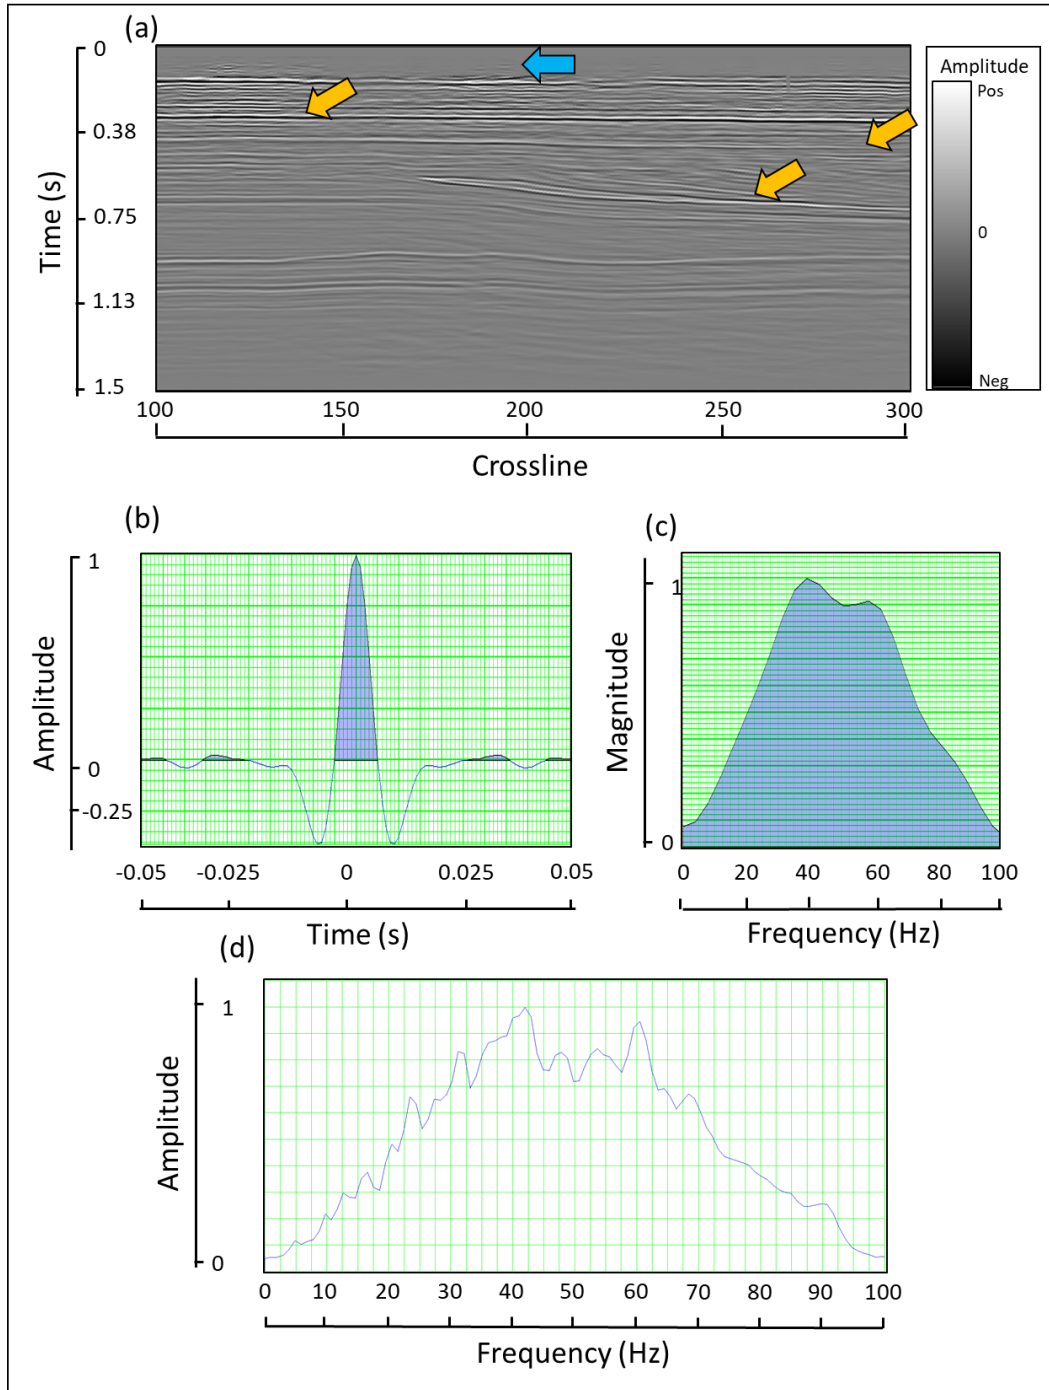 (a)
0
0.38
0.75
1.13
1.5
Time (s)
100 150 200 250 300
Crossline
Amplitude
Pos
0
Neg
(b)
1
0
-0.25
Amplitude
-0.05 -0.025 0 0.025 0.05
Time (s)
(c)
1
0
Magnitude
0 20 40 60 80 100
Frequency (Hz)
(d)
1
0
Amplitude
0 10 20 30 40 50 60 70 80 90 100
Frequency (Hz)